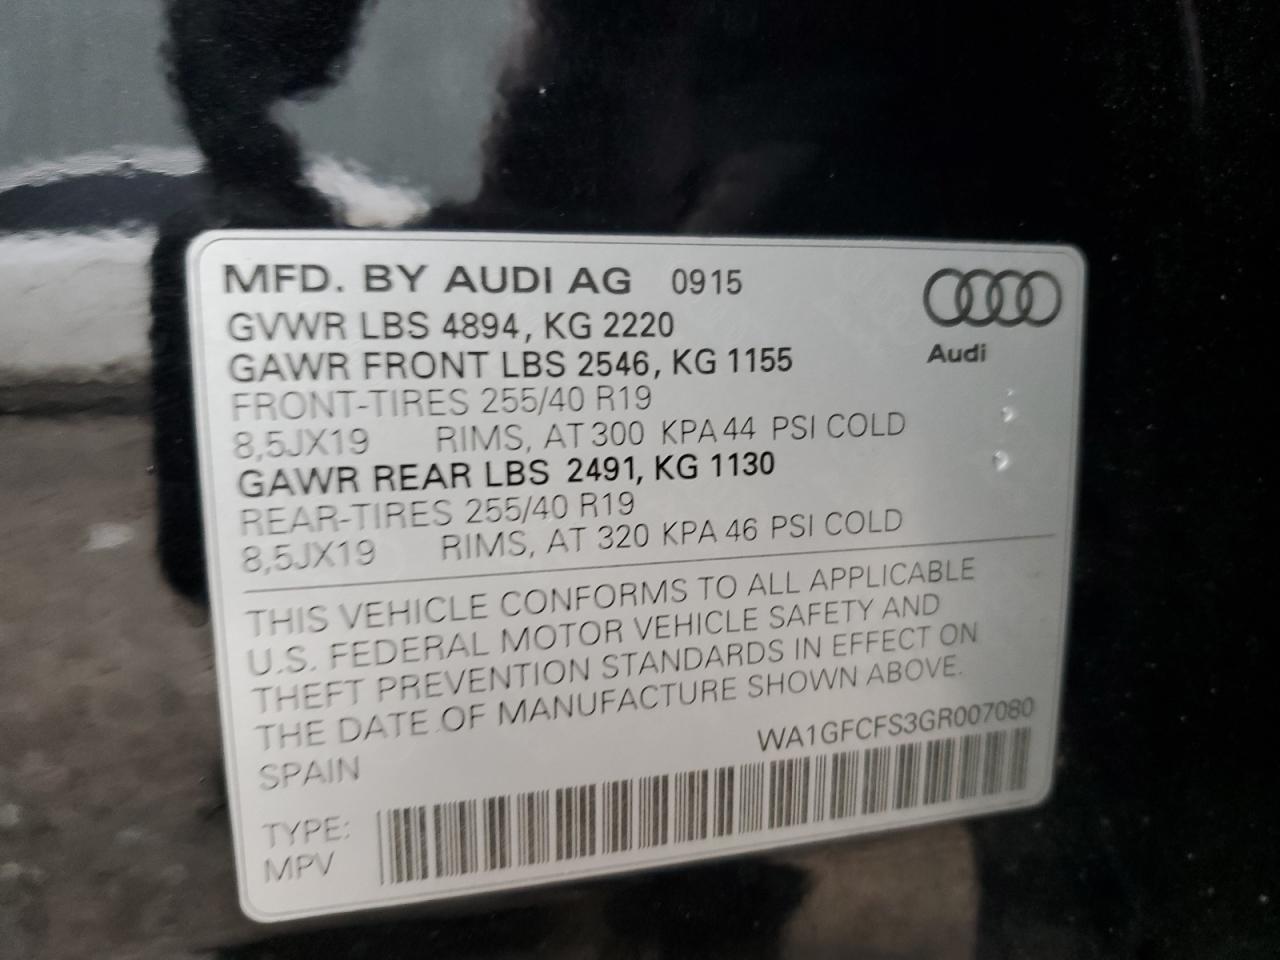 MFD. BY AUDI AG 0915
GVWR LBS 4894, KG 2220
GAWR FRONT LBS 2546, KG 1155
Audi
FRONT-TIRES 255/40 R19
8,5JX19 RIMS, AT 300 KPA 44 PSI COLD
GAWR REAR LBS 2491, KG 1130
REAR-TIRES 255/40 R19
8,5JX19 RIMS, AT 320 KPA 46 PSI COLD
THIS VEHICLE CONFORMS TO ALL APPLICABLE
U.S. FEDERAL MOTOR VEHICLE SAFETY AND
THEFT PREVENTION STANDARDS IN EFFECT ON
THE DATE OF MANUFACTURE SHOWN ABOVE.
SPAIN
WA1GFCFS3GR007080
TYPE:
MPV